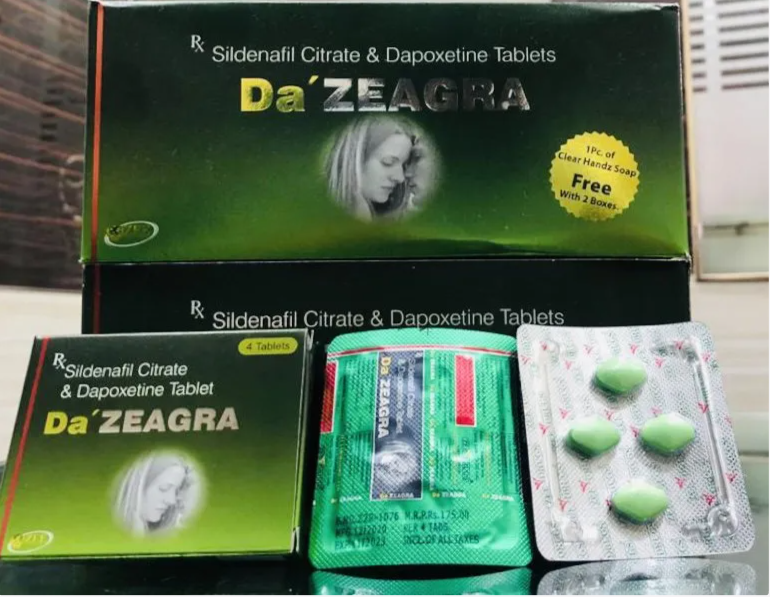 Rx Sildenafil Citrate & Dapoxetine Tablets
Da´ZEAGRA
1Pc. of
Clear Handz Soap
Free
With 2 Boxes
Rx Sildenafil Citrate & Dapoxetine Tablets
4 Tablets
Rx Sildenafil Citrate
& Dapoxetine Tablet
Da´ZEAGRA
Da´ZEAGRA
Da´ZEAGRA
M.R.P.Rs.175.00
PER 4 TABS.
INCL.OF ALL TAXES